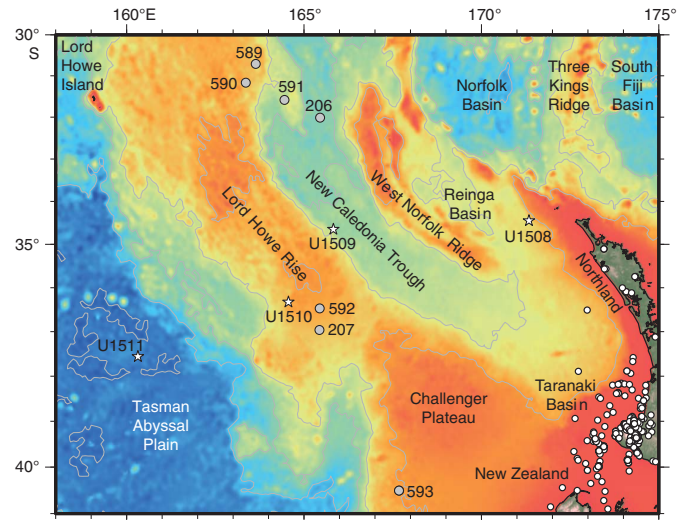 160°E
165°
170°
175°
30°
S
Lord
Howe
Island
589
590
591
206
Norfolk
Basin
Three
Kings
Ridge
South
Fiji
Basin
Lord Howe Rise
New Caledonia Trough
West Norfolk Ridge
Reinga
Basin
35°
U1509
U1508
Northland
U1510
592
207
U1511
Tasman
Abyssal
Plain
Challenger
Plateau
Taranaki
Basin
40°
593
New Zealand